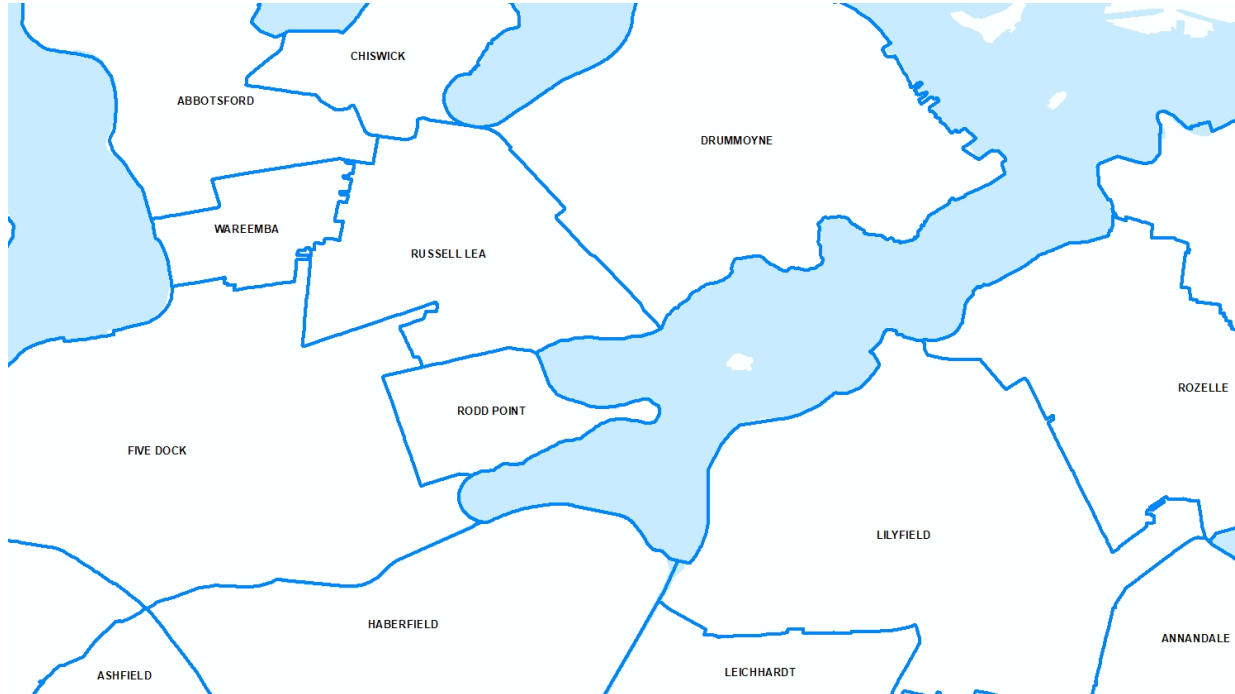 CHISWICK
ABBOTSFORD
DRUMMOYNE
WAREEMBA
RUSSELL LEA
ROZELLE
RODD POINT
FIVE DOCK
LILYFIELD
HABERFIELD
ANNANDALE
LEICHHARDT
ASHFIELD